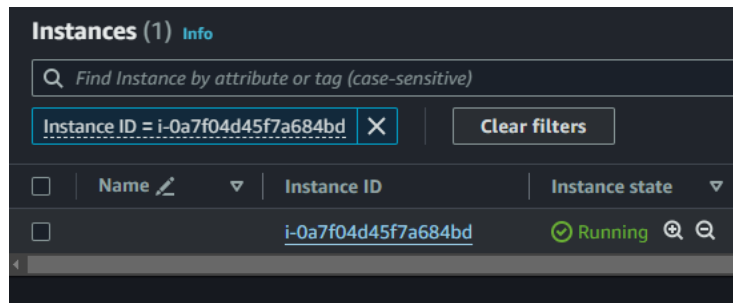 Instances (1) Info
Find Instance by attribute or tag (case-sensitive)
Instance ID = i-0a7f04d45f7a684bd Clear filters
Name Instance ID Instance state
i-0a7f04d45f7a684bd Running